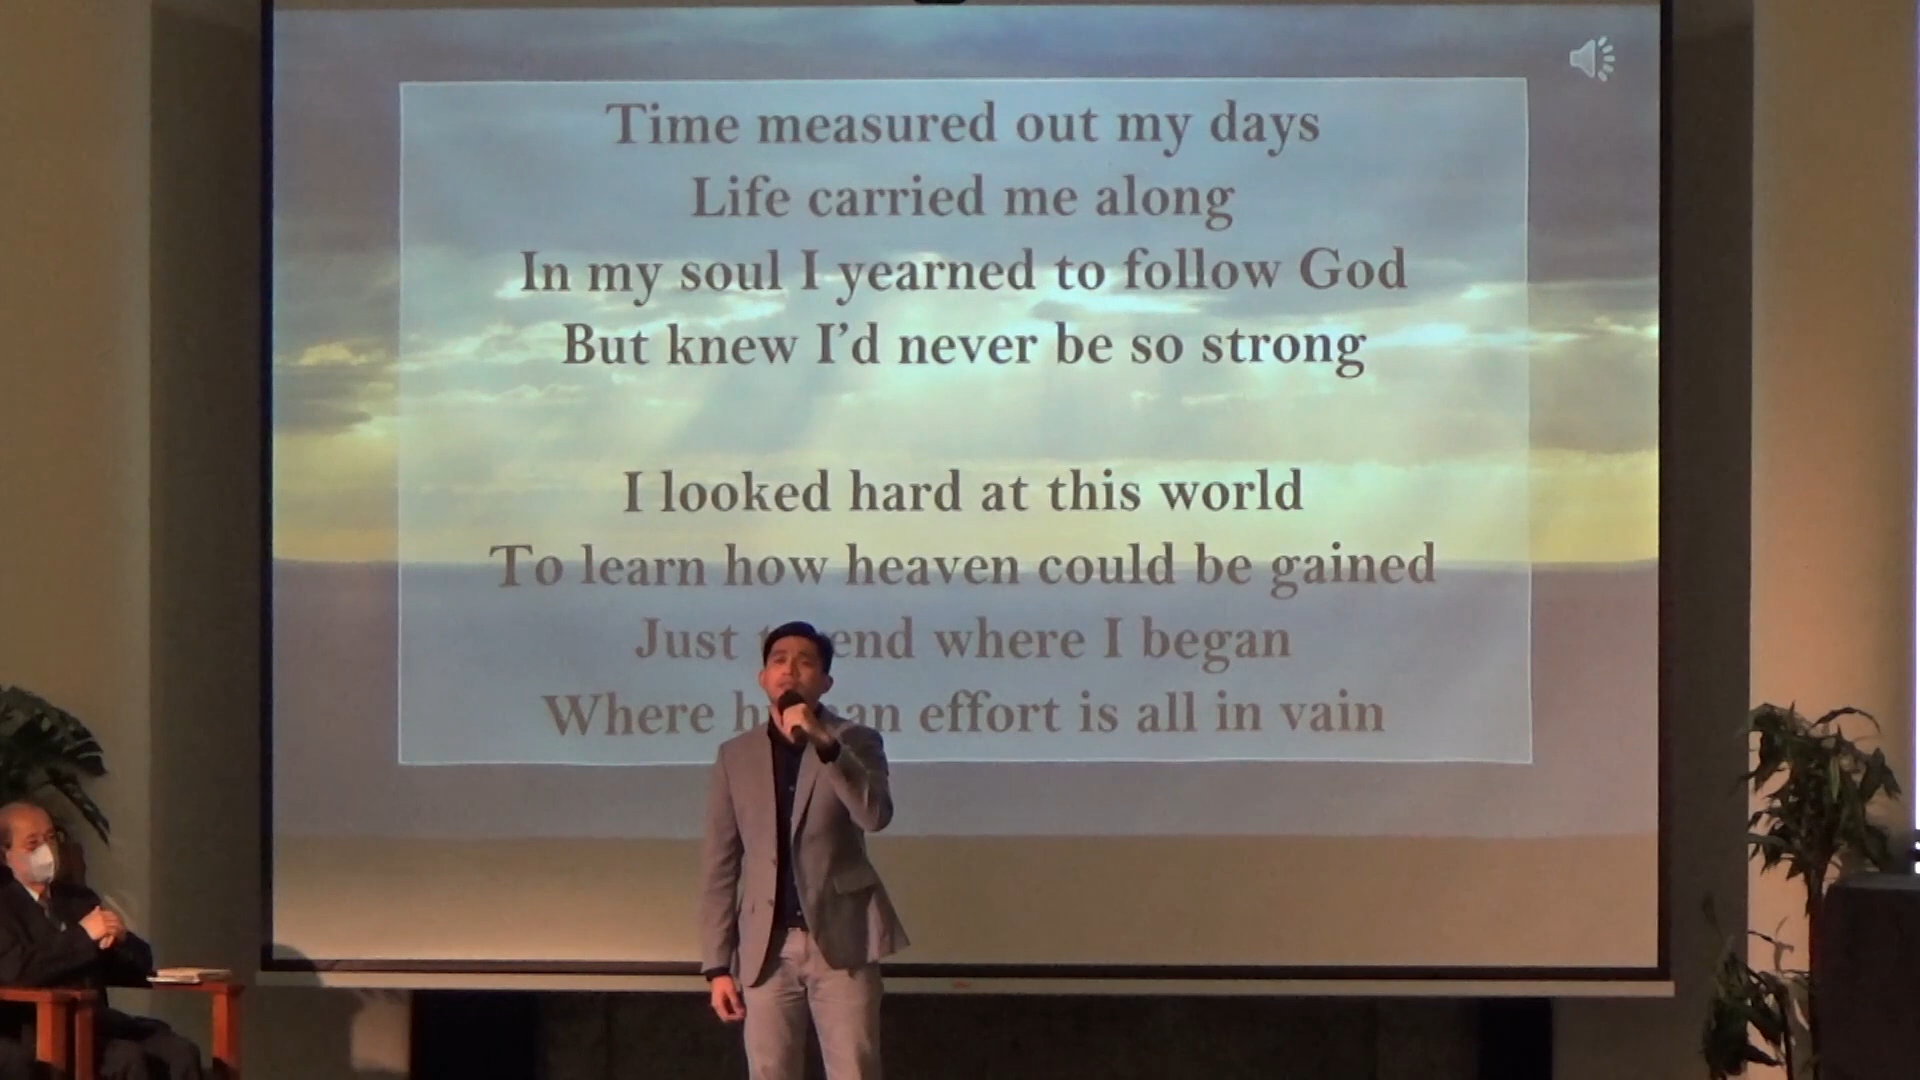 Time measured out my days
Life carried me along
In my soul I yearned to follow God
But knew I'd never be so strong
I looked hard at this world
To learn how heaven could be gained
Just end where I began
Where effort is all in vain